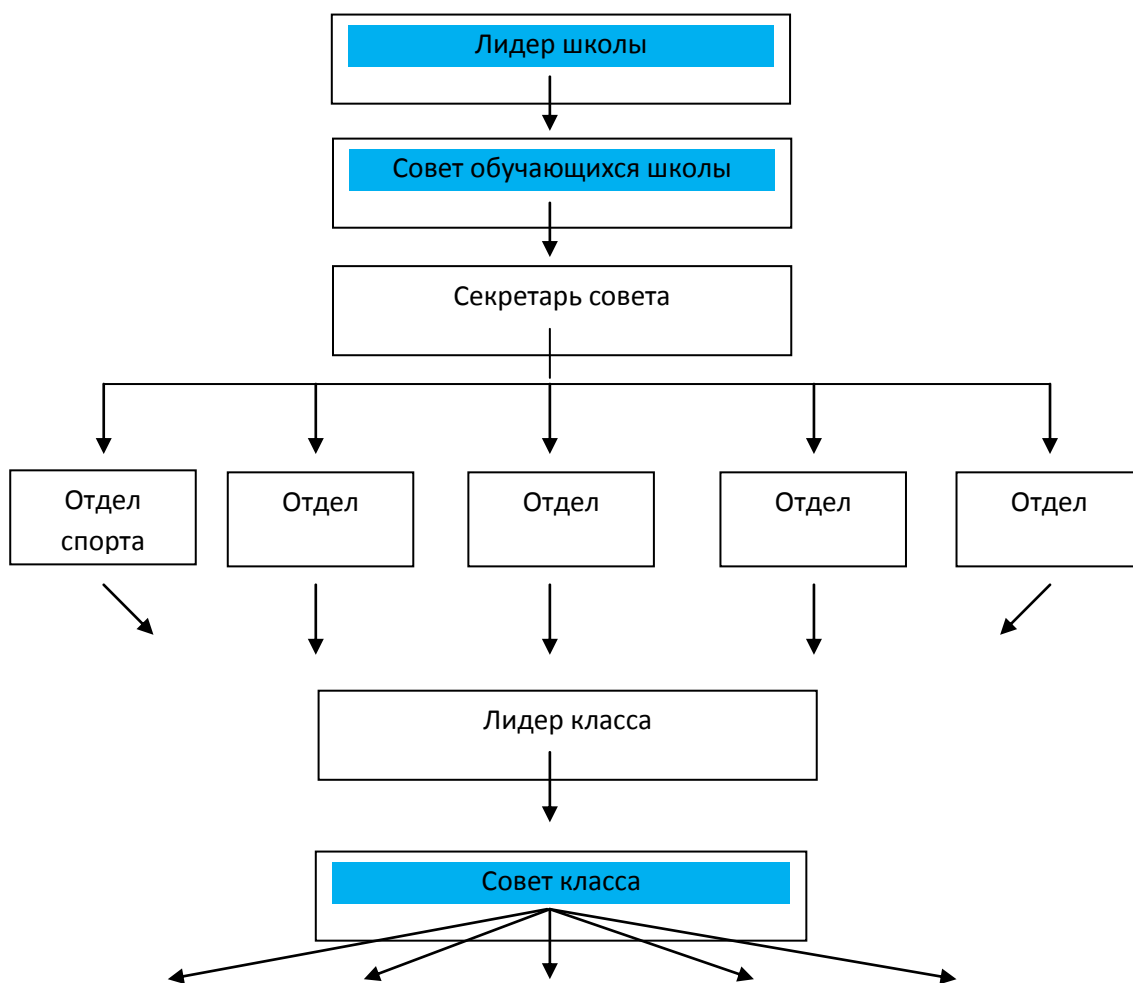 Лидер школы
Совет обучающихся школы
Секретарь совета
Отдел
спорта
Отдел
Отдел
Отдел
Отдел
Лидер класса
Совет класса